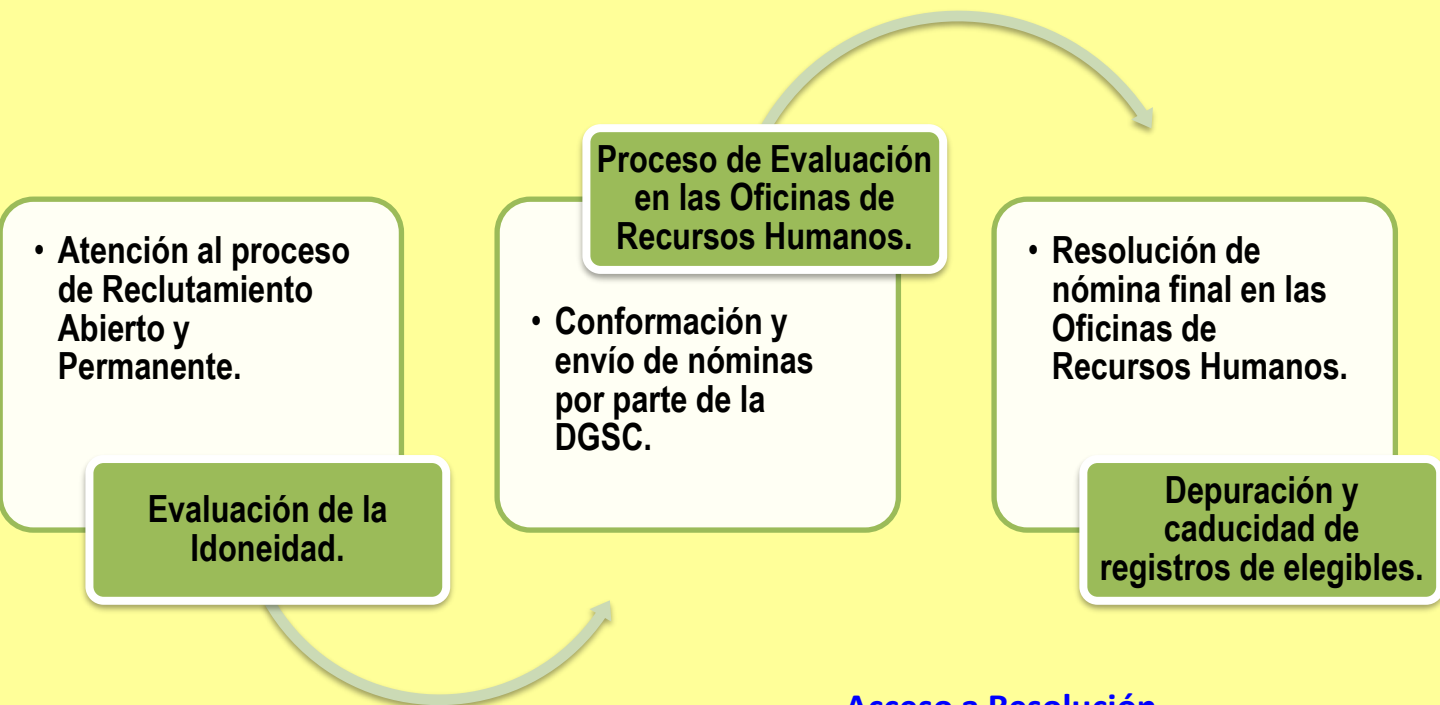 • Atención al proceso
de Reclutamiento
Abierto y
Permanente.
Evaluación de la
Idoneidad.
Proceso de Evaluación
en las Oficinas de
Recursos Humanos.
• Conformación y
envío de nóminas
por parte de la
DGSC.
• Resolución de
nómina final en las
Oficinas de
Recursos Humanos.
Depuración y
caducidad de
registros de elegibles.
Acceso a Resolución